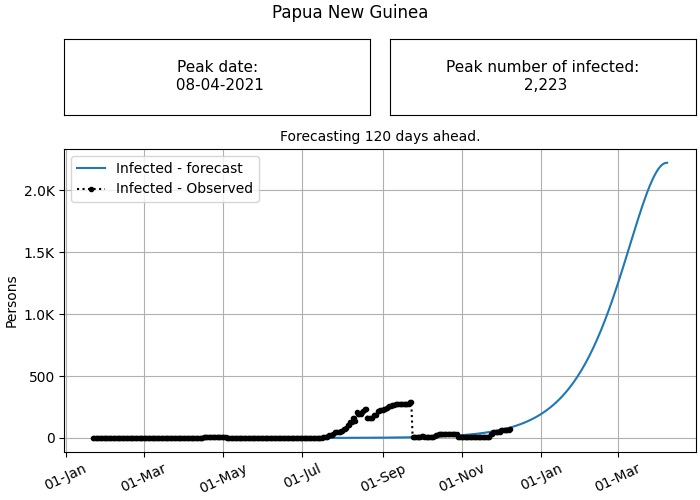 Papua New Guinea
Peak date:
08-04-2021
Peak number of infected:
2,223
Forecasting 120 days ahead.
Infected - forecast
Infected - Observed
2.0K
1.5K
1.0K
500
0
Persons
01-Jan
01-Mar
01-May
01-Jul
01-Sep
01-Nov
01-Jan
01-Mar